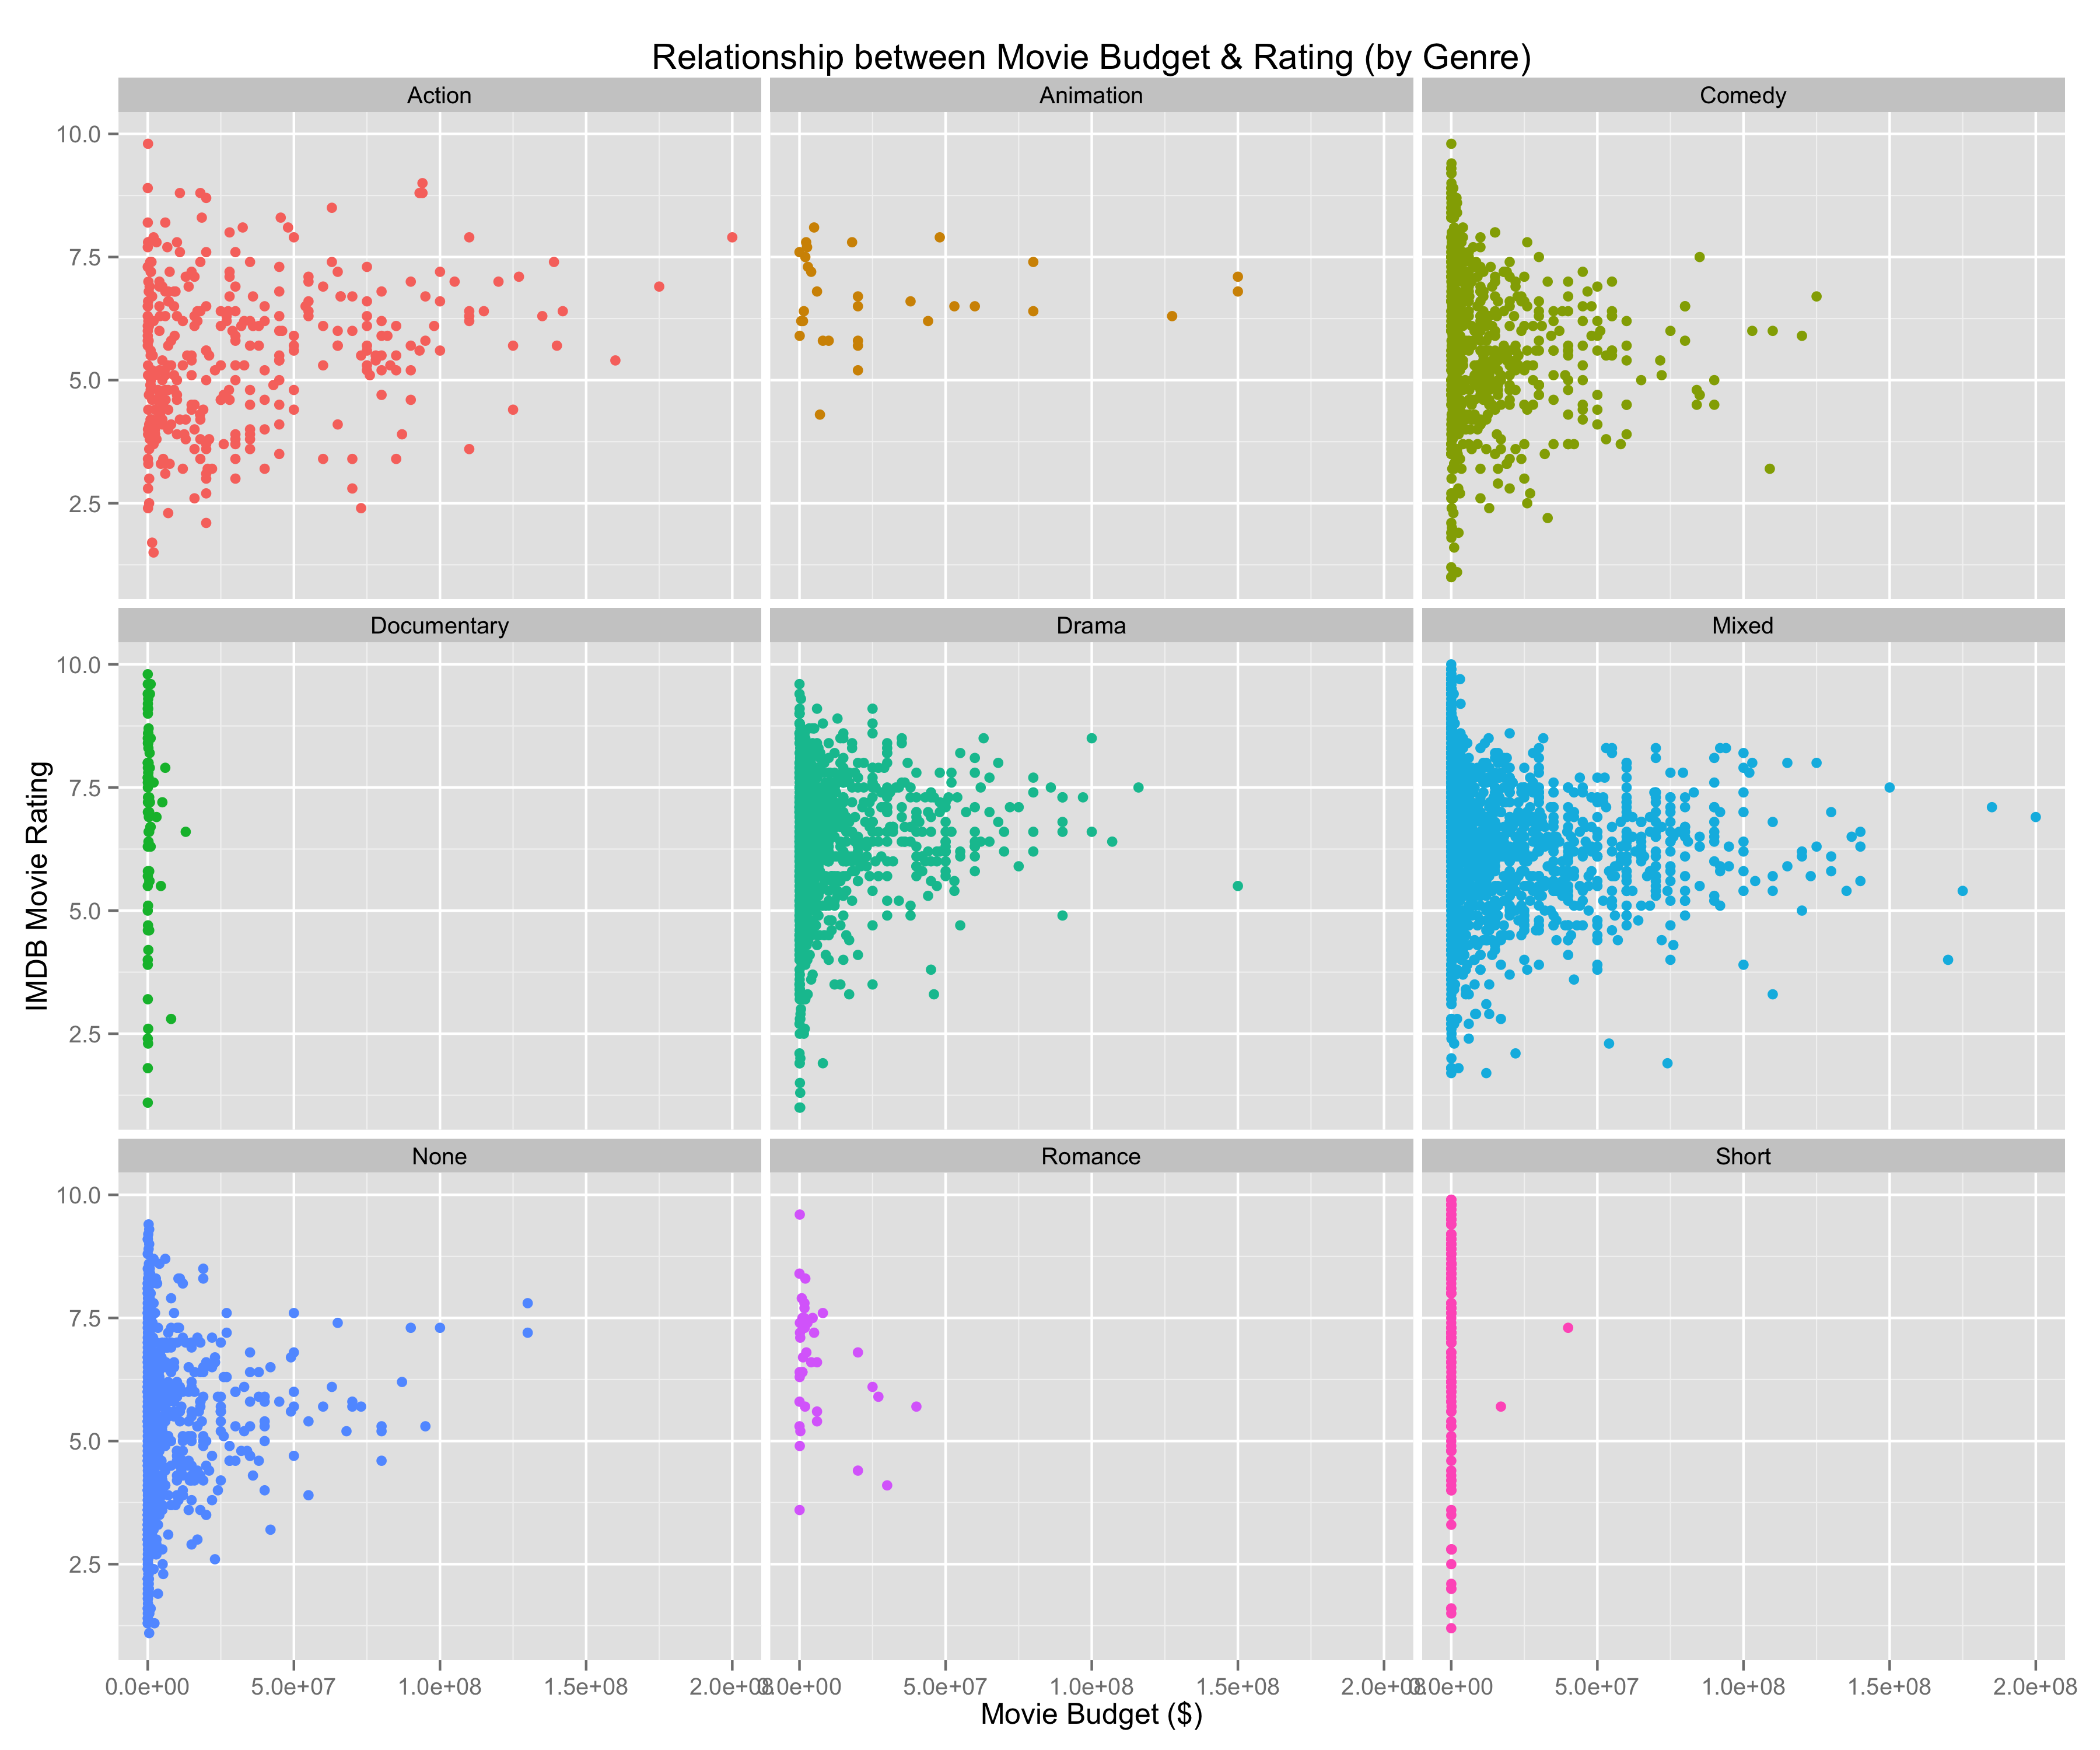 Relationship between Movie Budget & Rating (by Genre)
Action
Animation
Comedy
10.0
7.5
5.0
2.5
Documentary
Drama
Mixed
10.0
7.5
5.0
2.5
None
Romance
Short
10.0
7.5
5.0
2.5
IMDB Movie Rating
0.0e+00 5.0e+07 1.0e+08 1.5e+08 2.0e+08
0.0e+00 5.0e+07 1.0e+08 1.5e+08 2.0e+08
0.0e+00 5.0e+07 1.0e+08 1.5e+08 2.0e+08
Movie Budget ($)